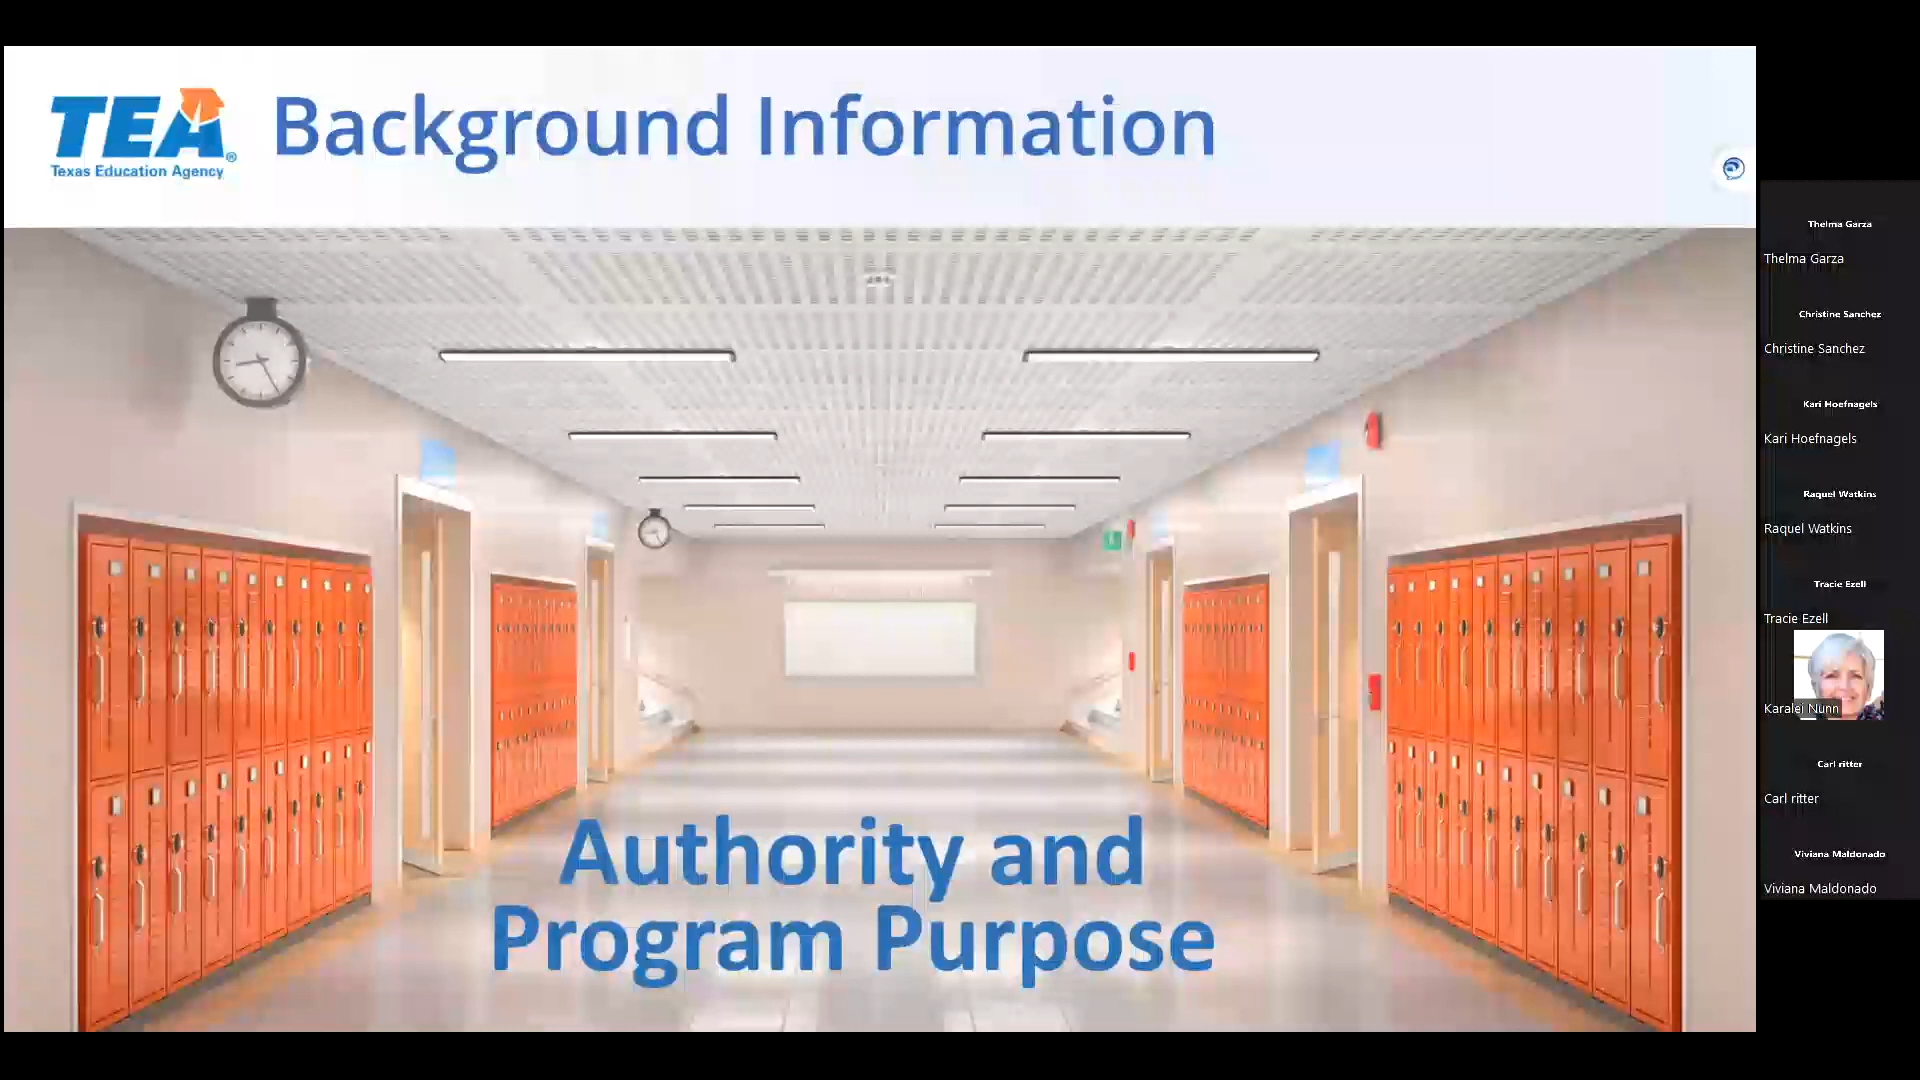 TEA®
Texas Education Agency
Background Information
Authority and
Program Purpose
Thelma Garza
Thelma Garza
Christine Sanchez
Christine Sanchez
Kari Hoefnagels
Kari Hoefnagels
Raquel Watkins
Raquel Watkins
Tracie Ezell
Tracie Ezell
Karalei Nunn
Carl ritter
Carl ritter
Viviana Maldonado
Viviana Maldonado